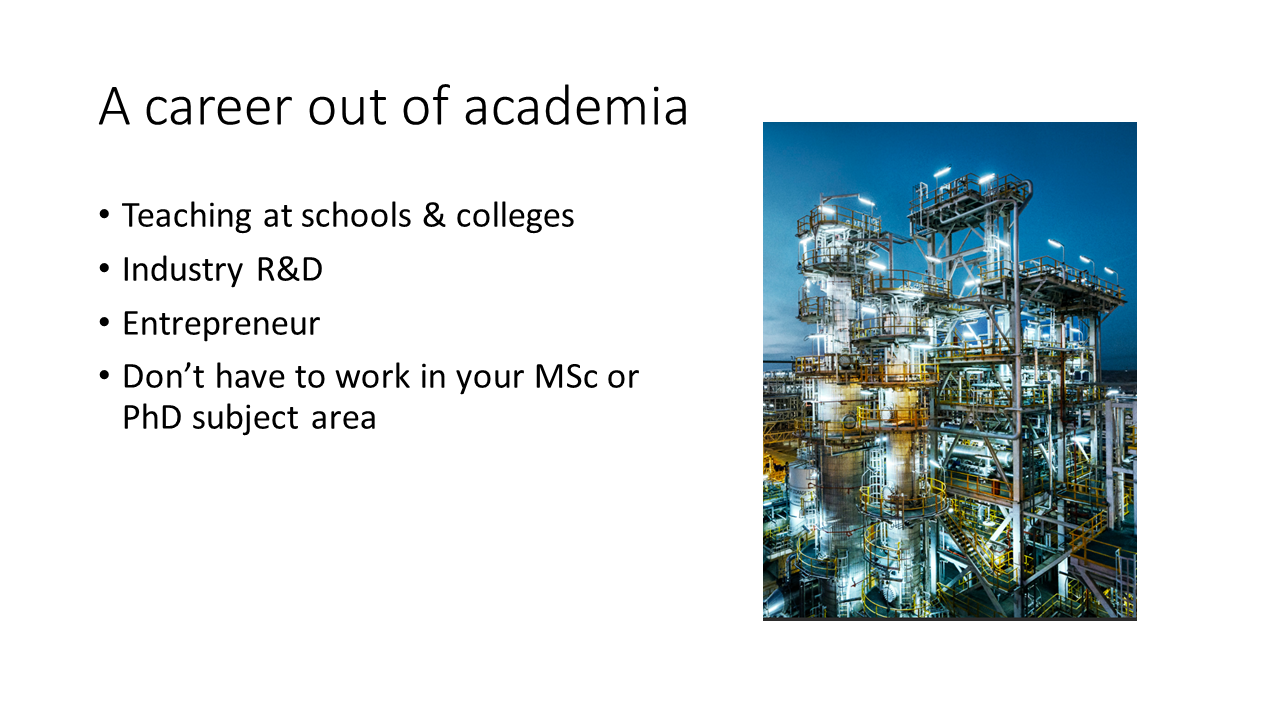 A career out of academia
• Teaching at schools & colleges
• Industry R&D
• Entrepreneur
• Don’t have to work in your MSc or
PhD subject area